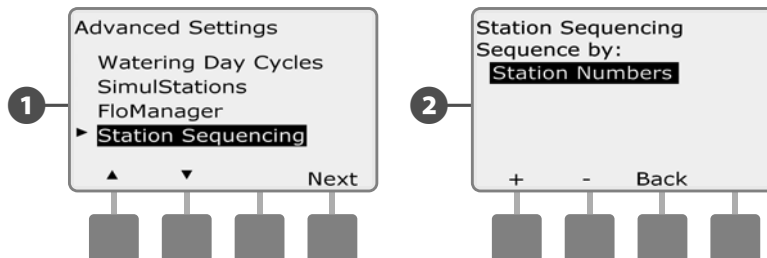 1
Advanced Settings
Watering Day Cycles
SimulStations
FloManager
► Station Sequencing
▲ ▼ Next
2
Station Sequencing
Sequence by:
Station Numbers
+ - Back